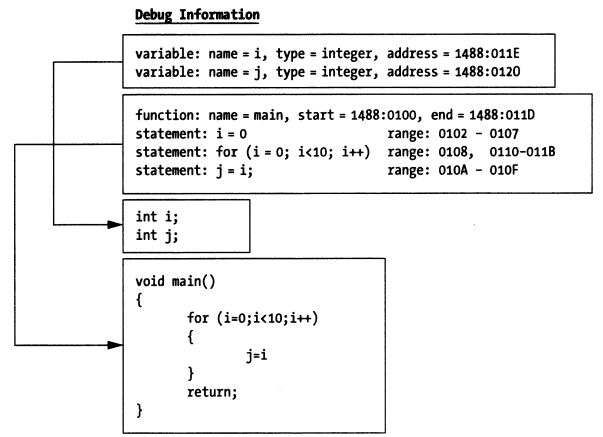 Debug Information
variable: name = i, type = integer, address = 1488:011E
variable: name = j, type = integer, address = 1488:0120
function: name = main, start = 1488:0100, end = 1488:011D
statement: i = 0 range: 0102 - 0107
statement: for (i = 0; i<10; i++) range: 0108, 0110-011B
statement: j = i; range: 010A - 010F
int i;
int j;
void main()
{
for (i=0;i<10;i++)
{
j=i
}
return;
}